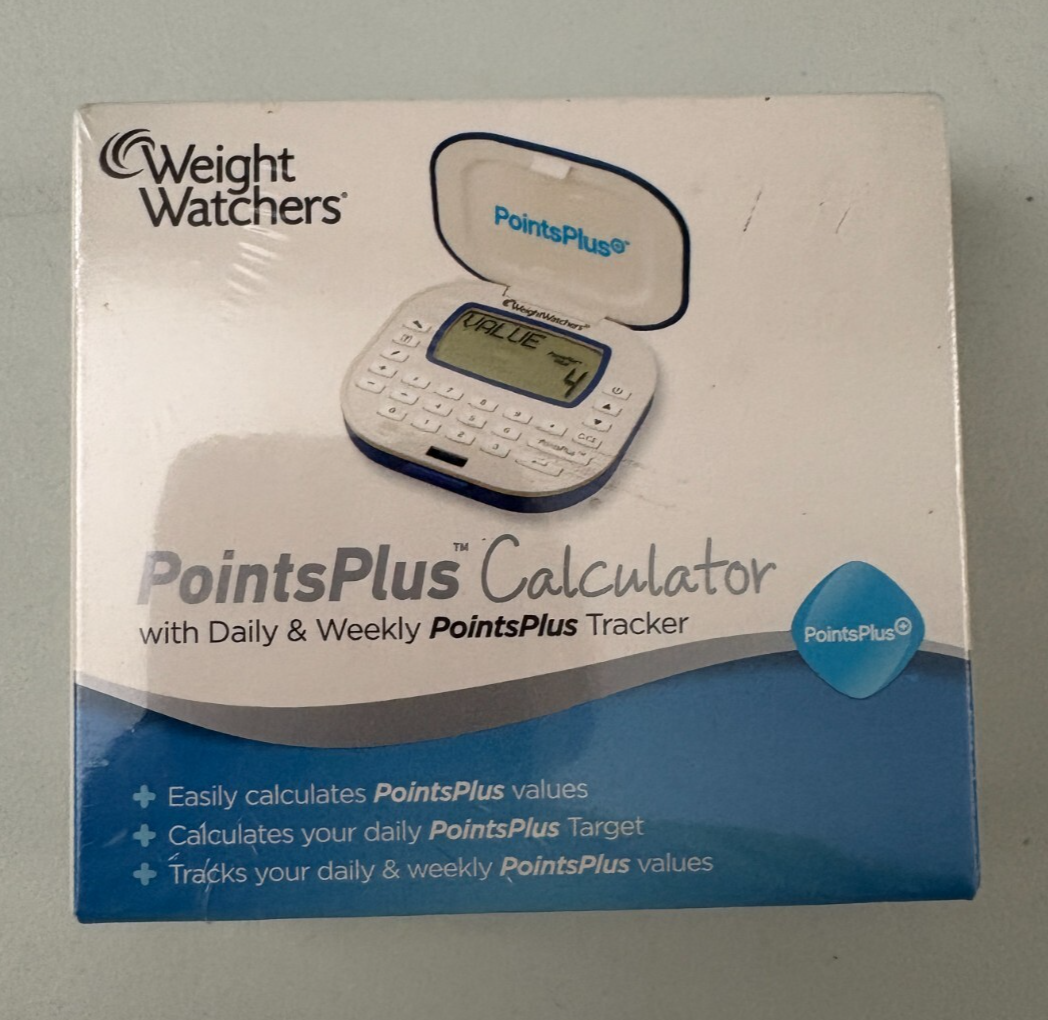 Weight
Watchers®
PointsPlus
WeightWatchers
VALUE
4
PointsPlus™ Calculator
with Daily & Weekly PointsPlus Tracker
PointsPlus
Easily calculates PointsPlus values
Calculates your daily PointsPlus Target
Tracks your daily & weekly PointsPlus values